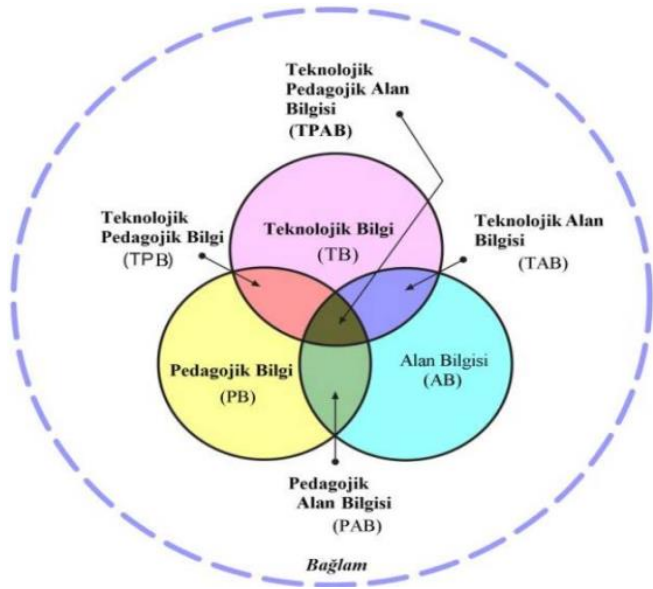 Teknolojik
Pedagojik Alan
Bilgisi
(TPAB)
Teknolojik
Pedagojik Bilgi
(TPB)
Teknolojik Bilgi
(TB)
Teknolojik Alan
Bilgisi
(TAB)
Pedagojik Bilgi
(PB)
Alan Bilgisi
(AB)
Pedagojik
Alan Bilgisi
(PAB)
Bağlam